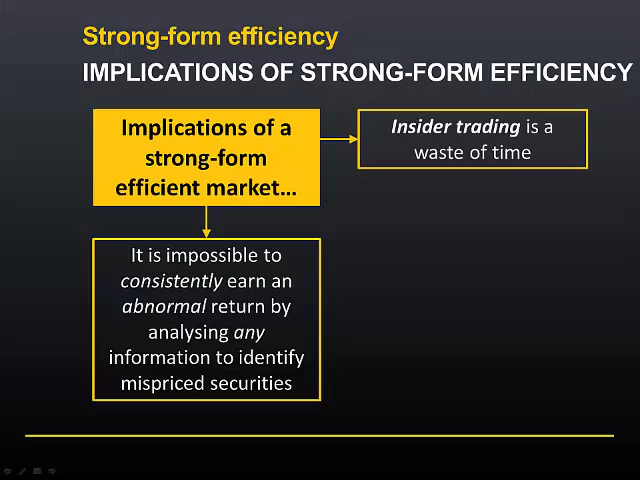 Strong-form efficiency
IMPLICATIONS OF STRONG-FORM EFFICIENCY
Implications of a
strong-form
efficient market...
Insider trading is a
waste of time
It is impossible to
consistently earn an
abnormal return by
analysing any
information to identify
mispriced securities